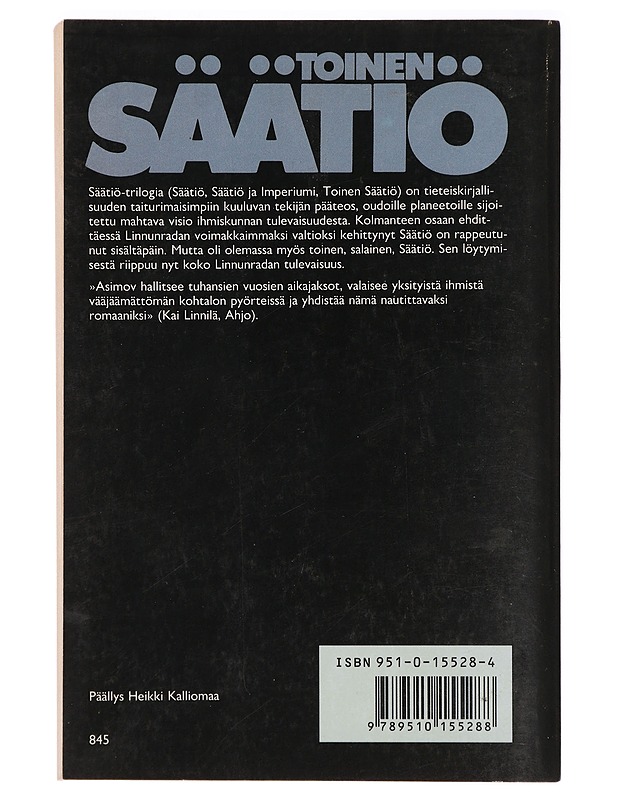 TOINEN
SÄÄTIÖ
Säätiö-trilogia (Säätiö, Säätiö ja Imperiumi, Toinen Säätiö) on tieteiskirjalli-
suuden taiturimaisimpiin kuuluvan tekijän pääteos, oudoille planeetoille sijoi-
tettu mahtava visio ihmiskunnan tulevaisuudesta. Kolmanteen osaan ehdit-
täessä Linnunradan voimakkaimmaksi valtioksi kehittynyt Säätiö on rappeutu-
nut sisältäpäin. Mutta oli olemassa myös toinen, salainen, Säätiö. Sen löytymi-
sestä riippuu nyt koko Linnunradan tulevaisuus.
»Asimov hallitsee tuhansien vuosien aikajaksot, valaisee yksityistä ihmistä
vääjäämättömän kohtalon pyörteissä ja yhdistää nämä nautittavaksi
romaaniksi» (Kai Linnilä, Ahjo).
ISBN 951-0-15528-4
9 789510 155288
Päällys Heikki Kalliomaa
845